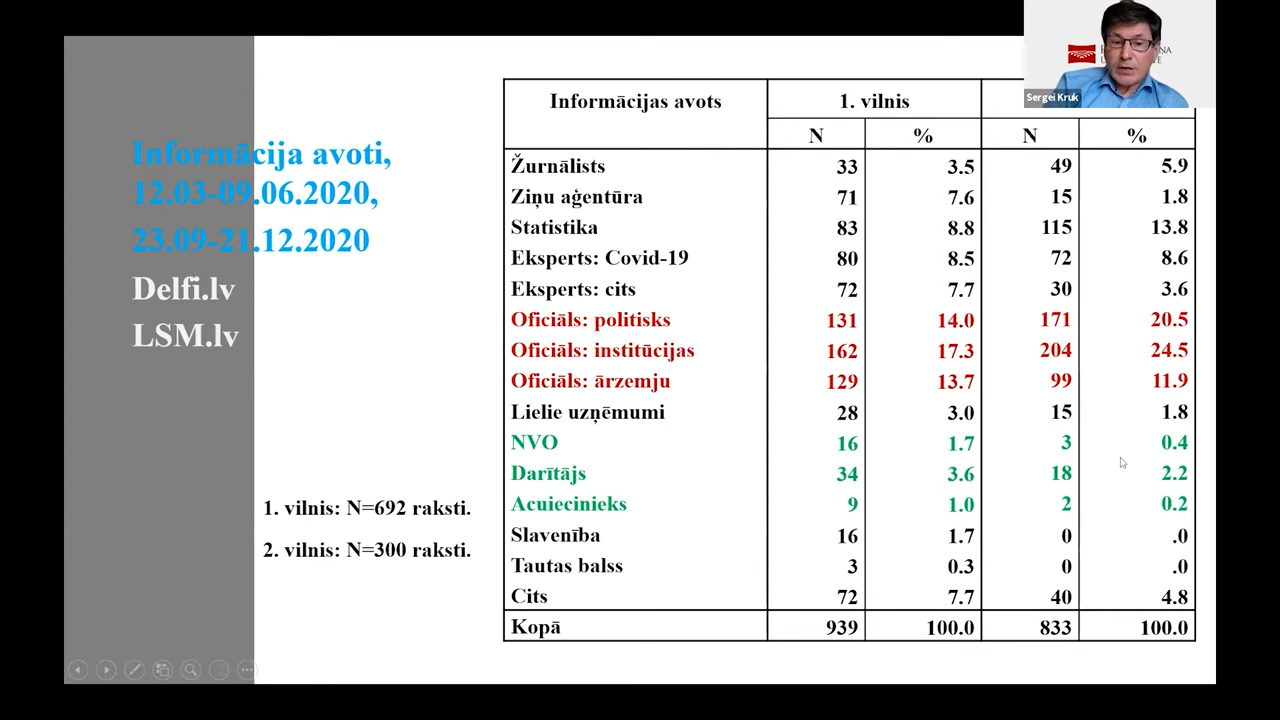 Informācija avoti,
12.03-09.06.2020,
23.09-21.12.2020
Delfi.lv
LSM.lv
1. vilnis: N=692 raksti.
2. vilnis: N=300 raksti.
Sergei Kruk
Informācijas avots 1. vilnis
N % N %
Žurnālists 33 3.5 49 5.9
Ziņu aģentūra 71 7.6 15 1.8
Statistika 83 8.8 115 13.8
Eksperts: Covid-19 80 8.5 72 8.6
Eksperts: cits 72 7.7 30 3.6
Oficiāls: politisks 131 14.0 171 20.5
Oficiāls: institūcijas 162 17.3 204 24.5
Oficiāls: ārzemju 129 13.7 99 11.9
Lielie uzņēmumi 28 3.0 15 1.8
NVO 16 1.7 3 0.4
Darītājs 34 3.6 18 2.2
Acuiecinieks 9 1.0 2 0.2
Slavenība 16 1.7 0 .0
Tautas balss 3 0.3 0 .0
Cits 72 7.7 40 4.8
Kopā 939 100.0 833 100.0